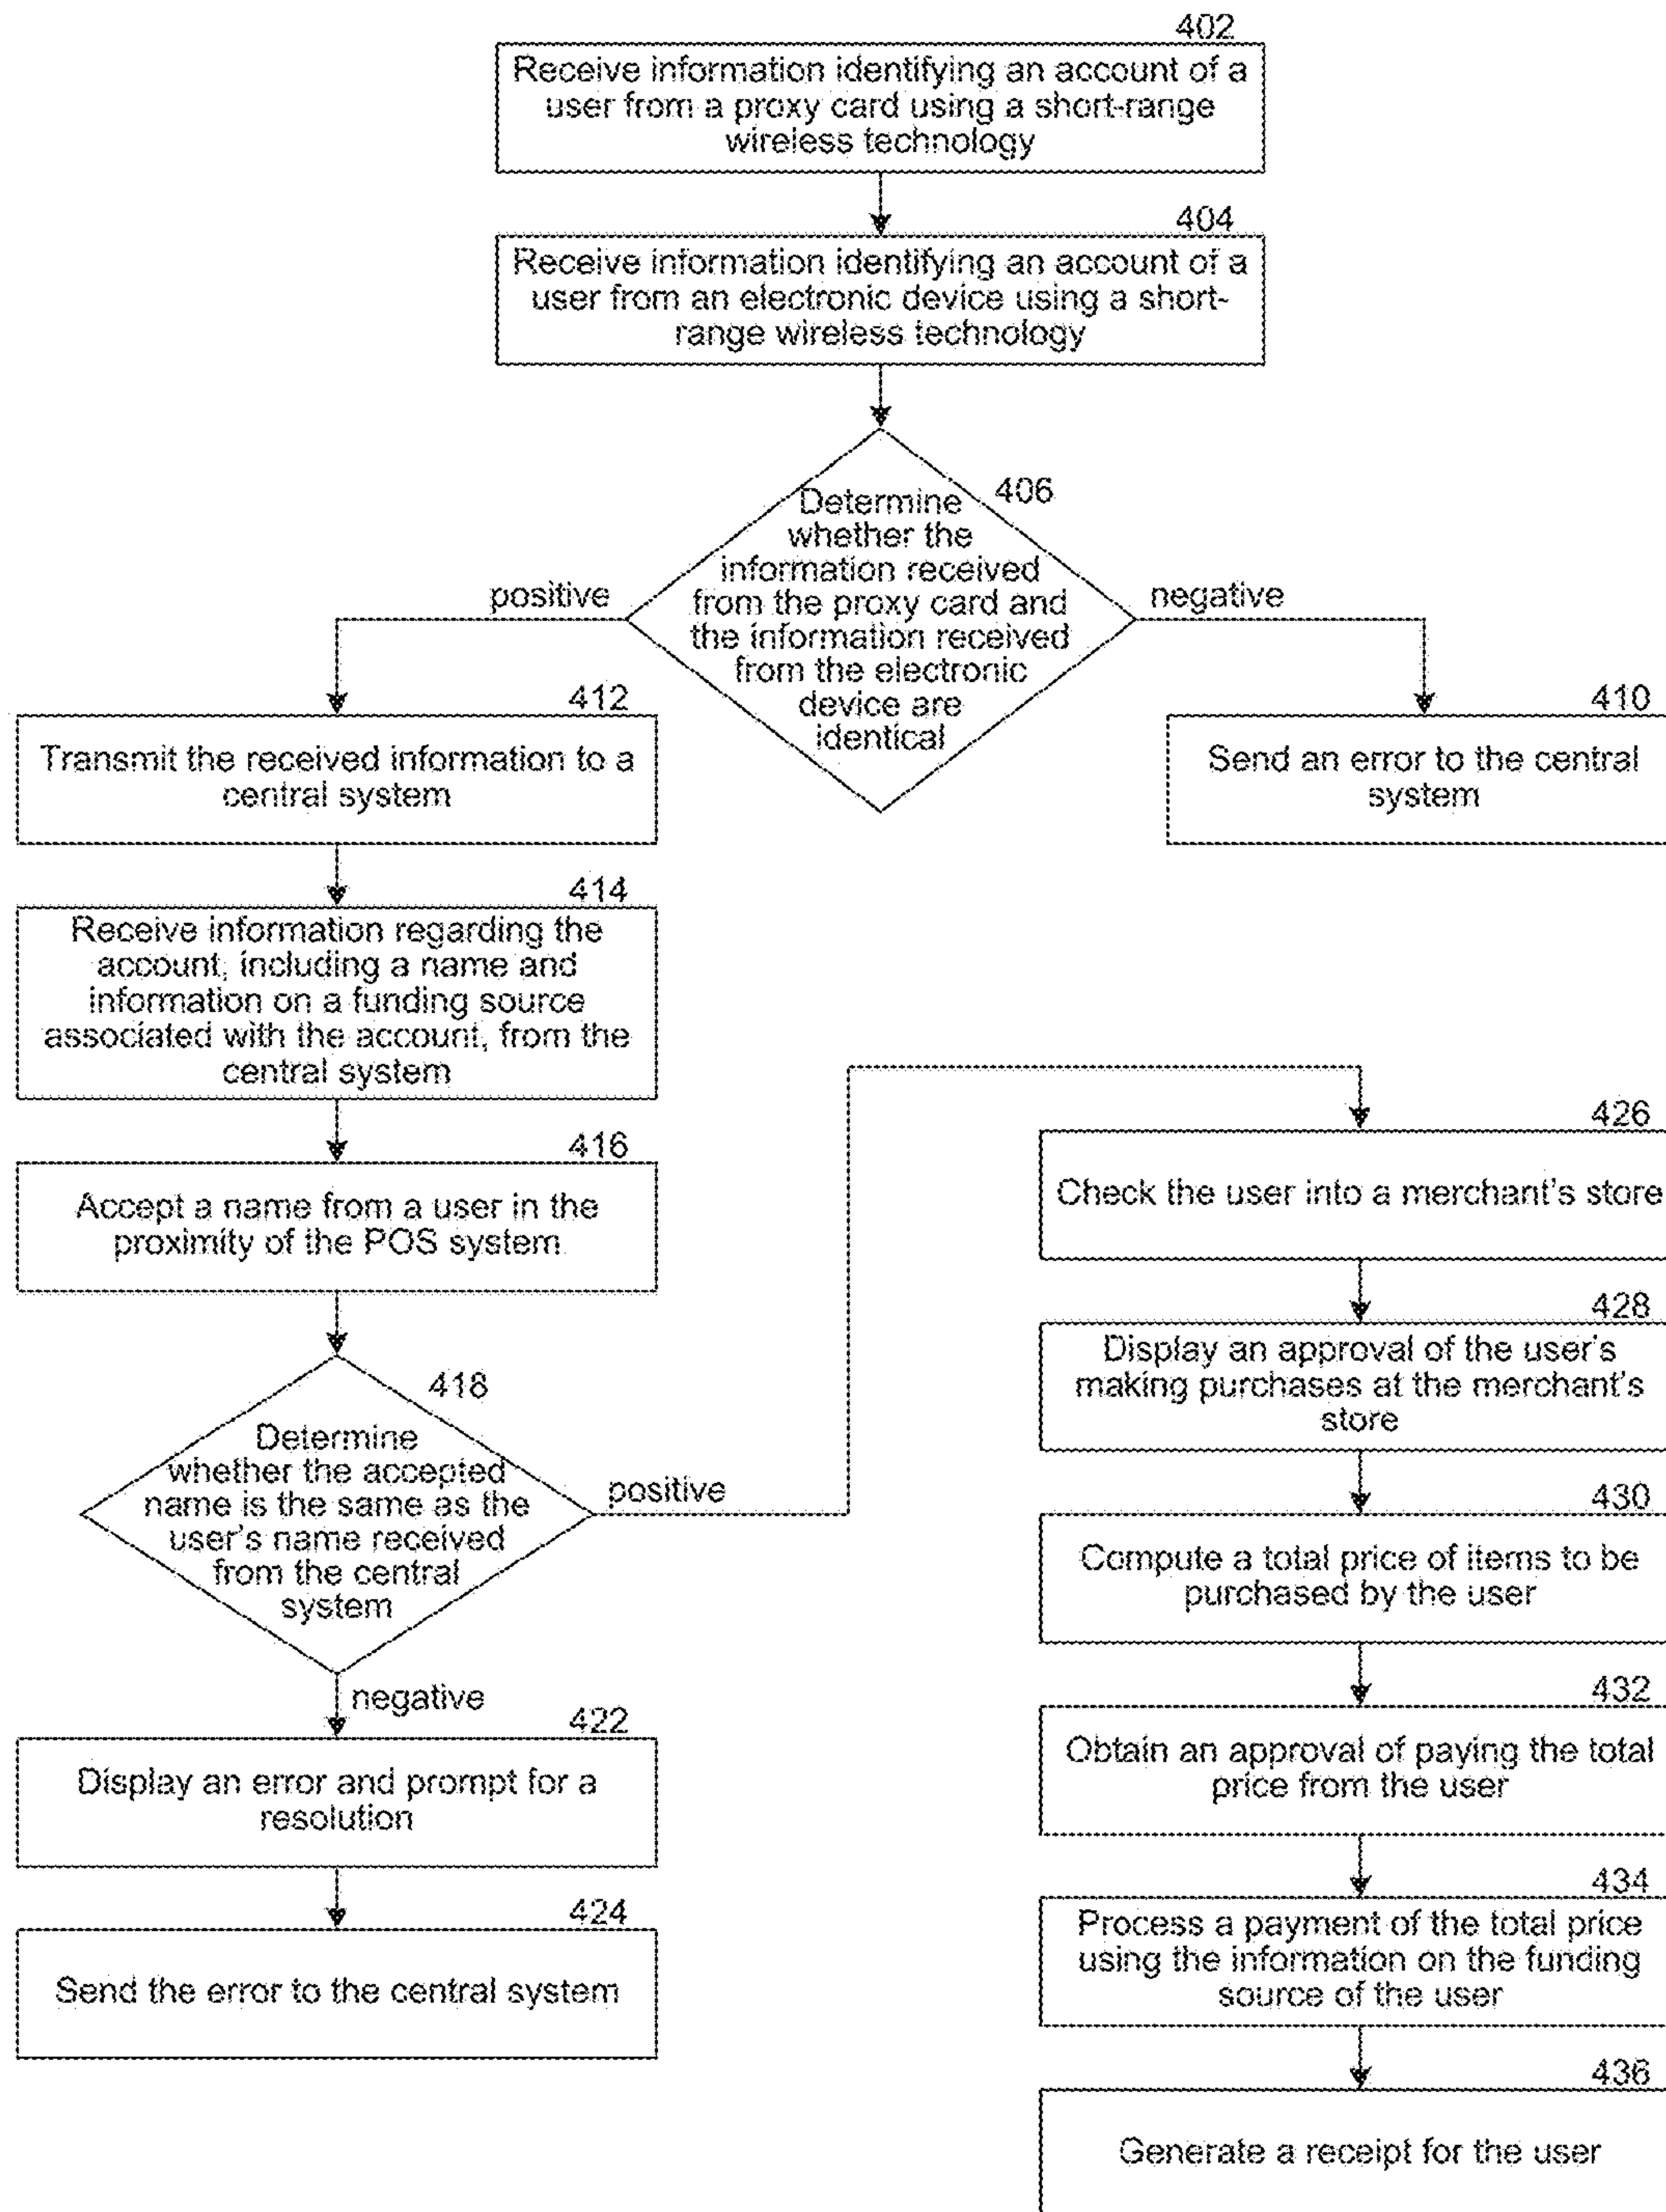 402
Receive information identifying an account of a
user from a proxy card using a short-range
wireless technology
404
Receive information identifying an account of a
user from an electronic device using a short-
range wireless technology
406
Determine
whether the
information received
from the proxy card and
the information received
from the electronic
device are
identical
positive
negative
412
Transmit the received information to a
central system
410
Send an error to the central
system
414
Receive information regarding the
account, including a name and
information on a funding source
associated with the account, from the
central system
416
Accept a name from a user in the
proximity of the POS system
418
Determine
whether the accepted
name is the same as the
user's name received
from the central
system
positive
negative
422
Display an error and prompt for a
resolution
424
Send the error to the central system
426
Check the user into a merchant's store
428
Display an approval of the user's
making purchases at the merchant's
store
430
Compute a total price of items to be
purchased by the user
432
Obtain an approval of paying the total
price from the user
434
Process a payment of the total price
using the information on the funding
source of the user
436
Generate a receipt for the user